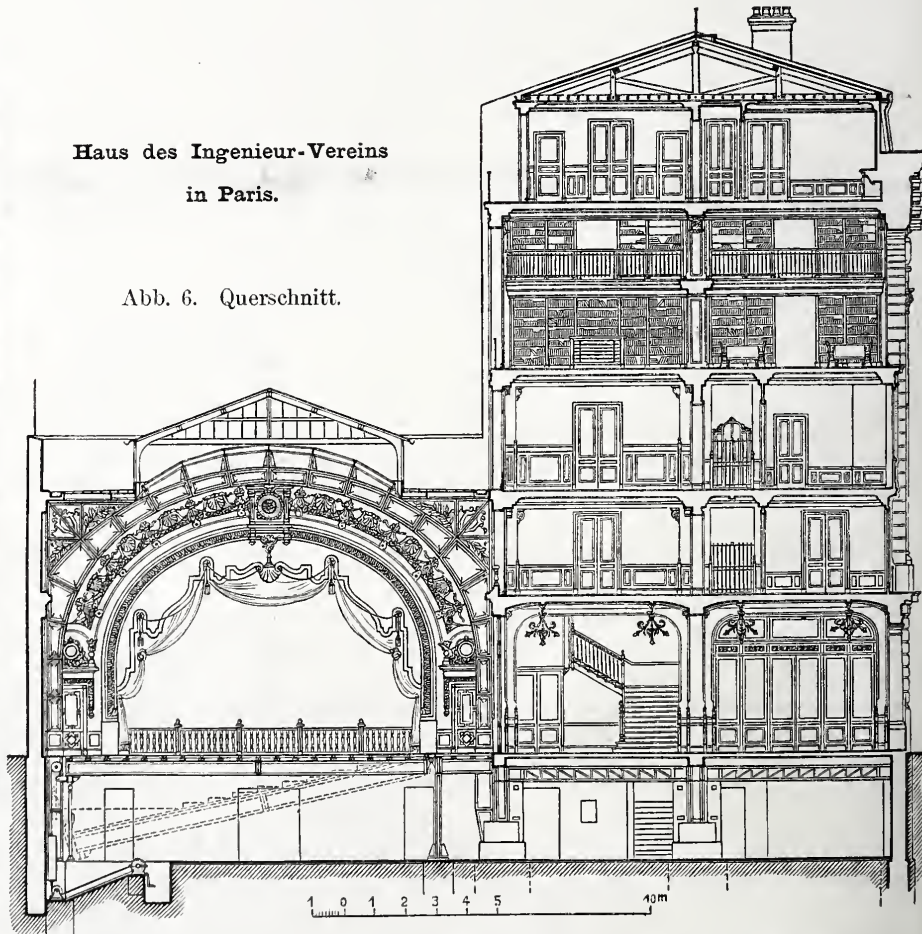 Haus des Ingenieur-Vereins
in Paris.
Abb. 6. Querschnitt.
1 0 1 2 3 4 5 10m